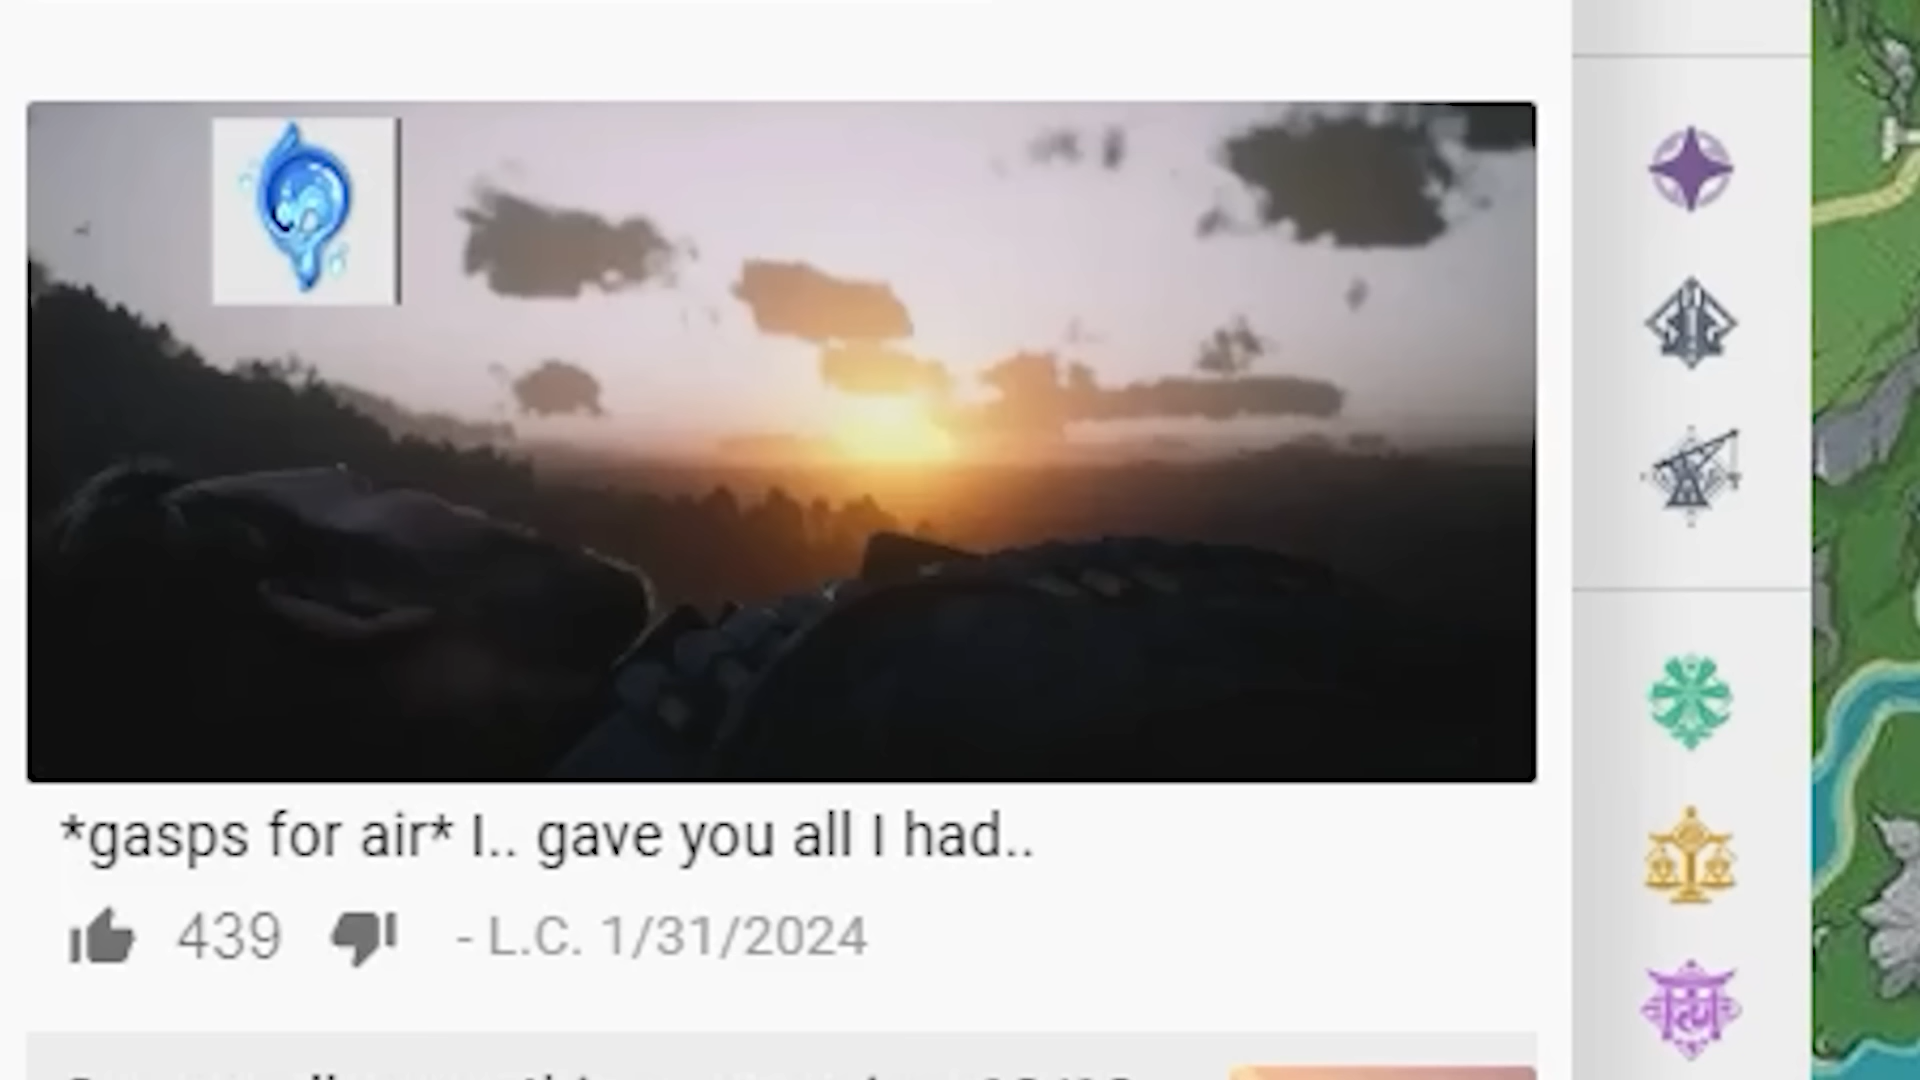 *gasps for air* I.. gave you all I had..
439 - L.C. 1/31/2024